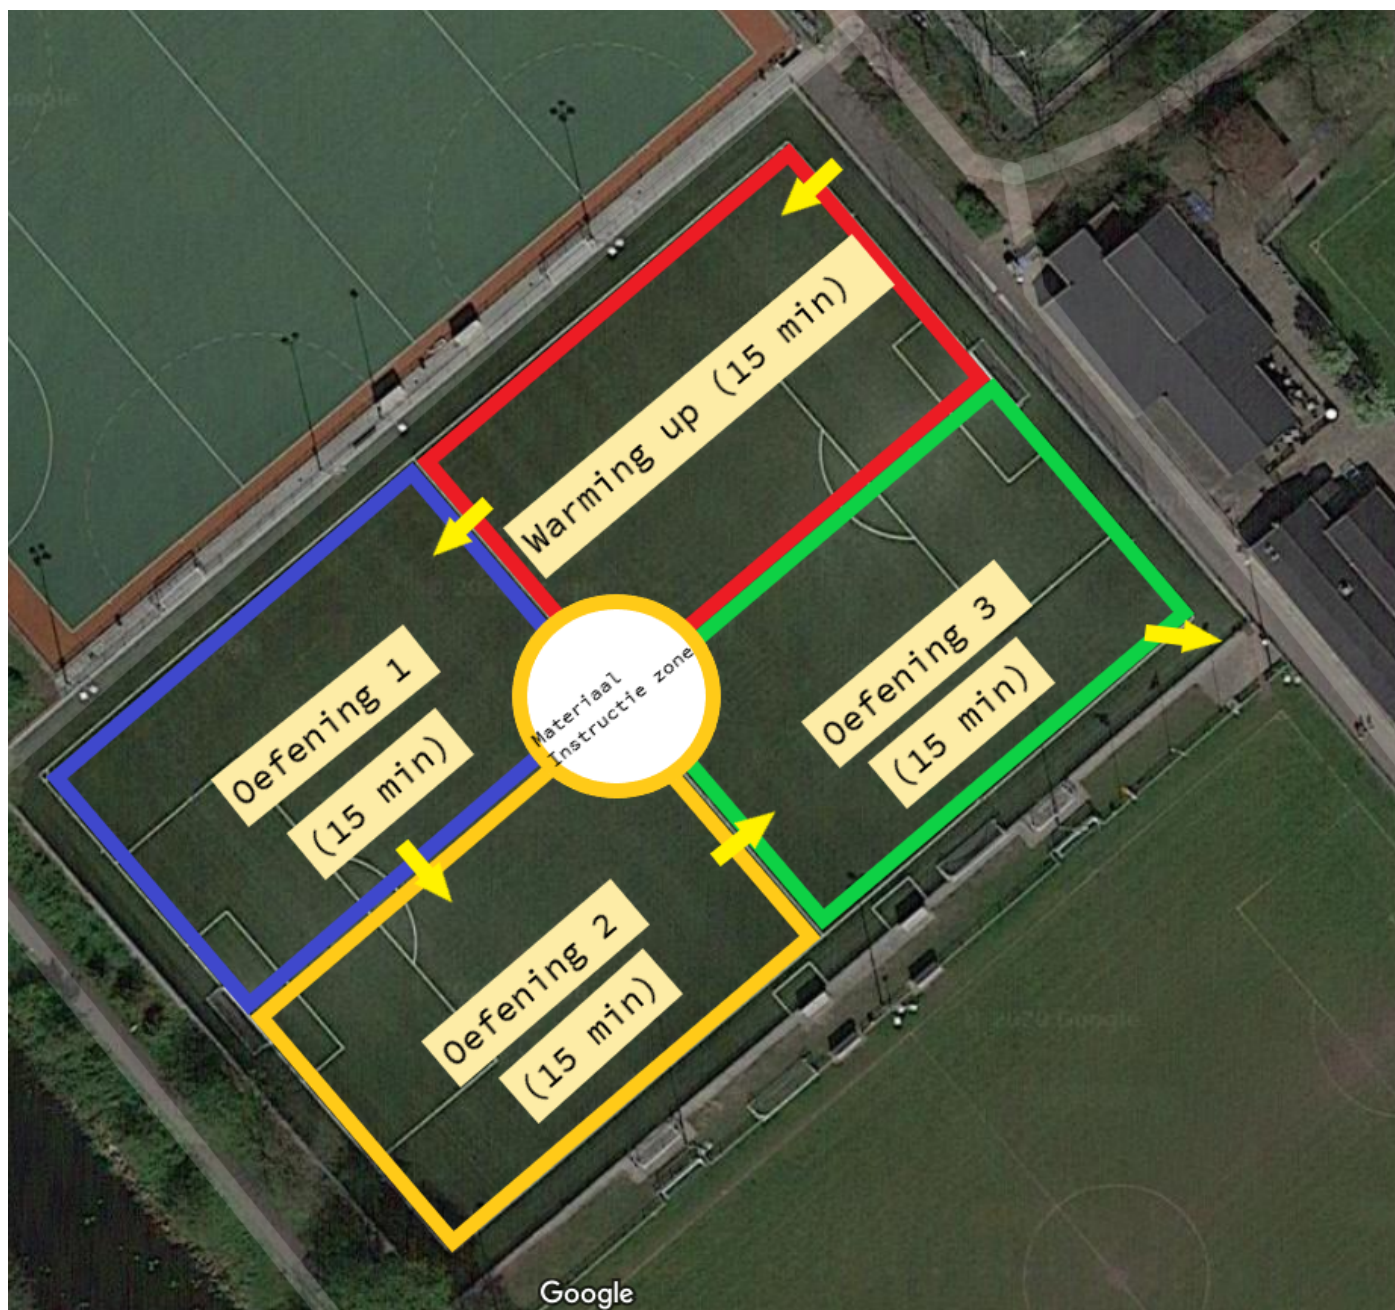 Warming up (15 min)
Materiaal
Instructie zone
Oefening 1
(15 min)
Oefening 3
(15 min)
Oefening 2
(15 min)
Google